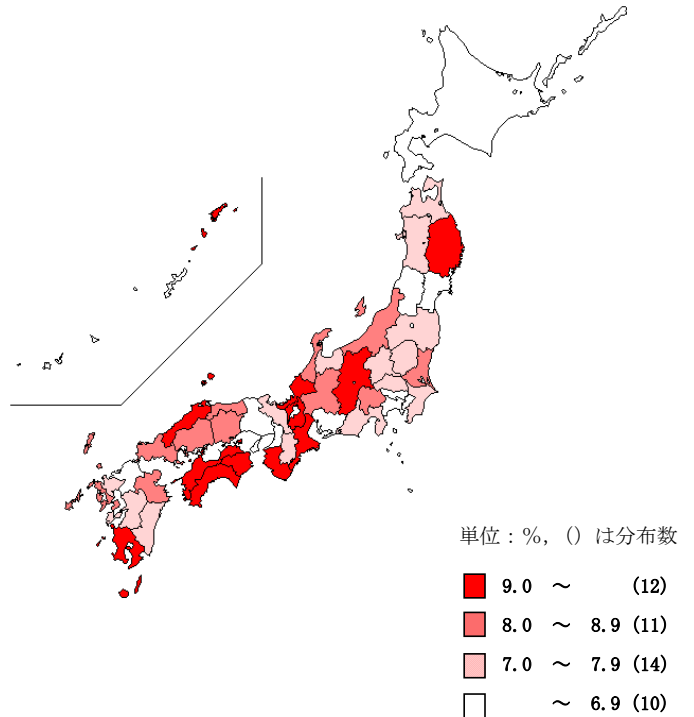 単位：%，（）は分布数
9.0 ～ (12)
8.0 ～ 8.9 (11)
7.0 ～ 7.9 (14)
～ 6.9 (10)